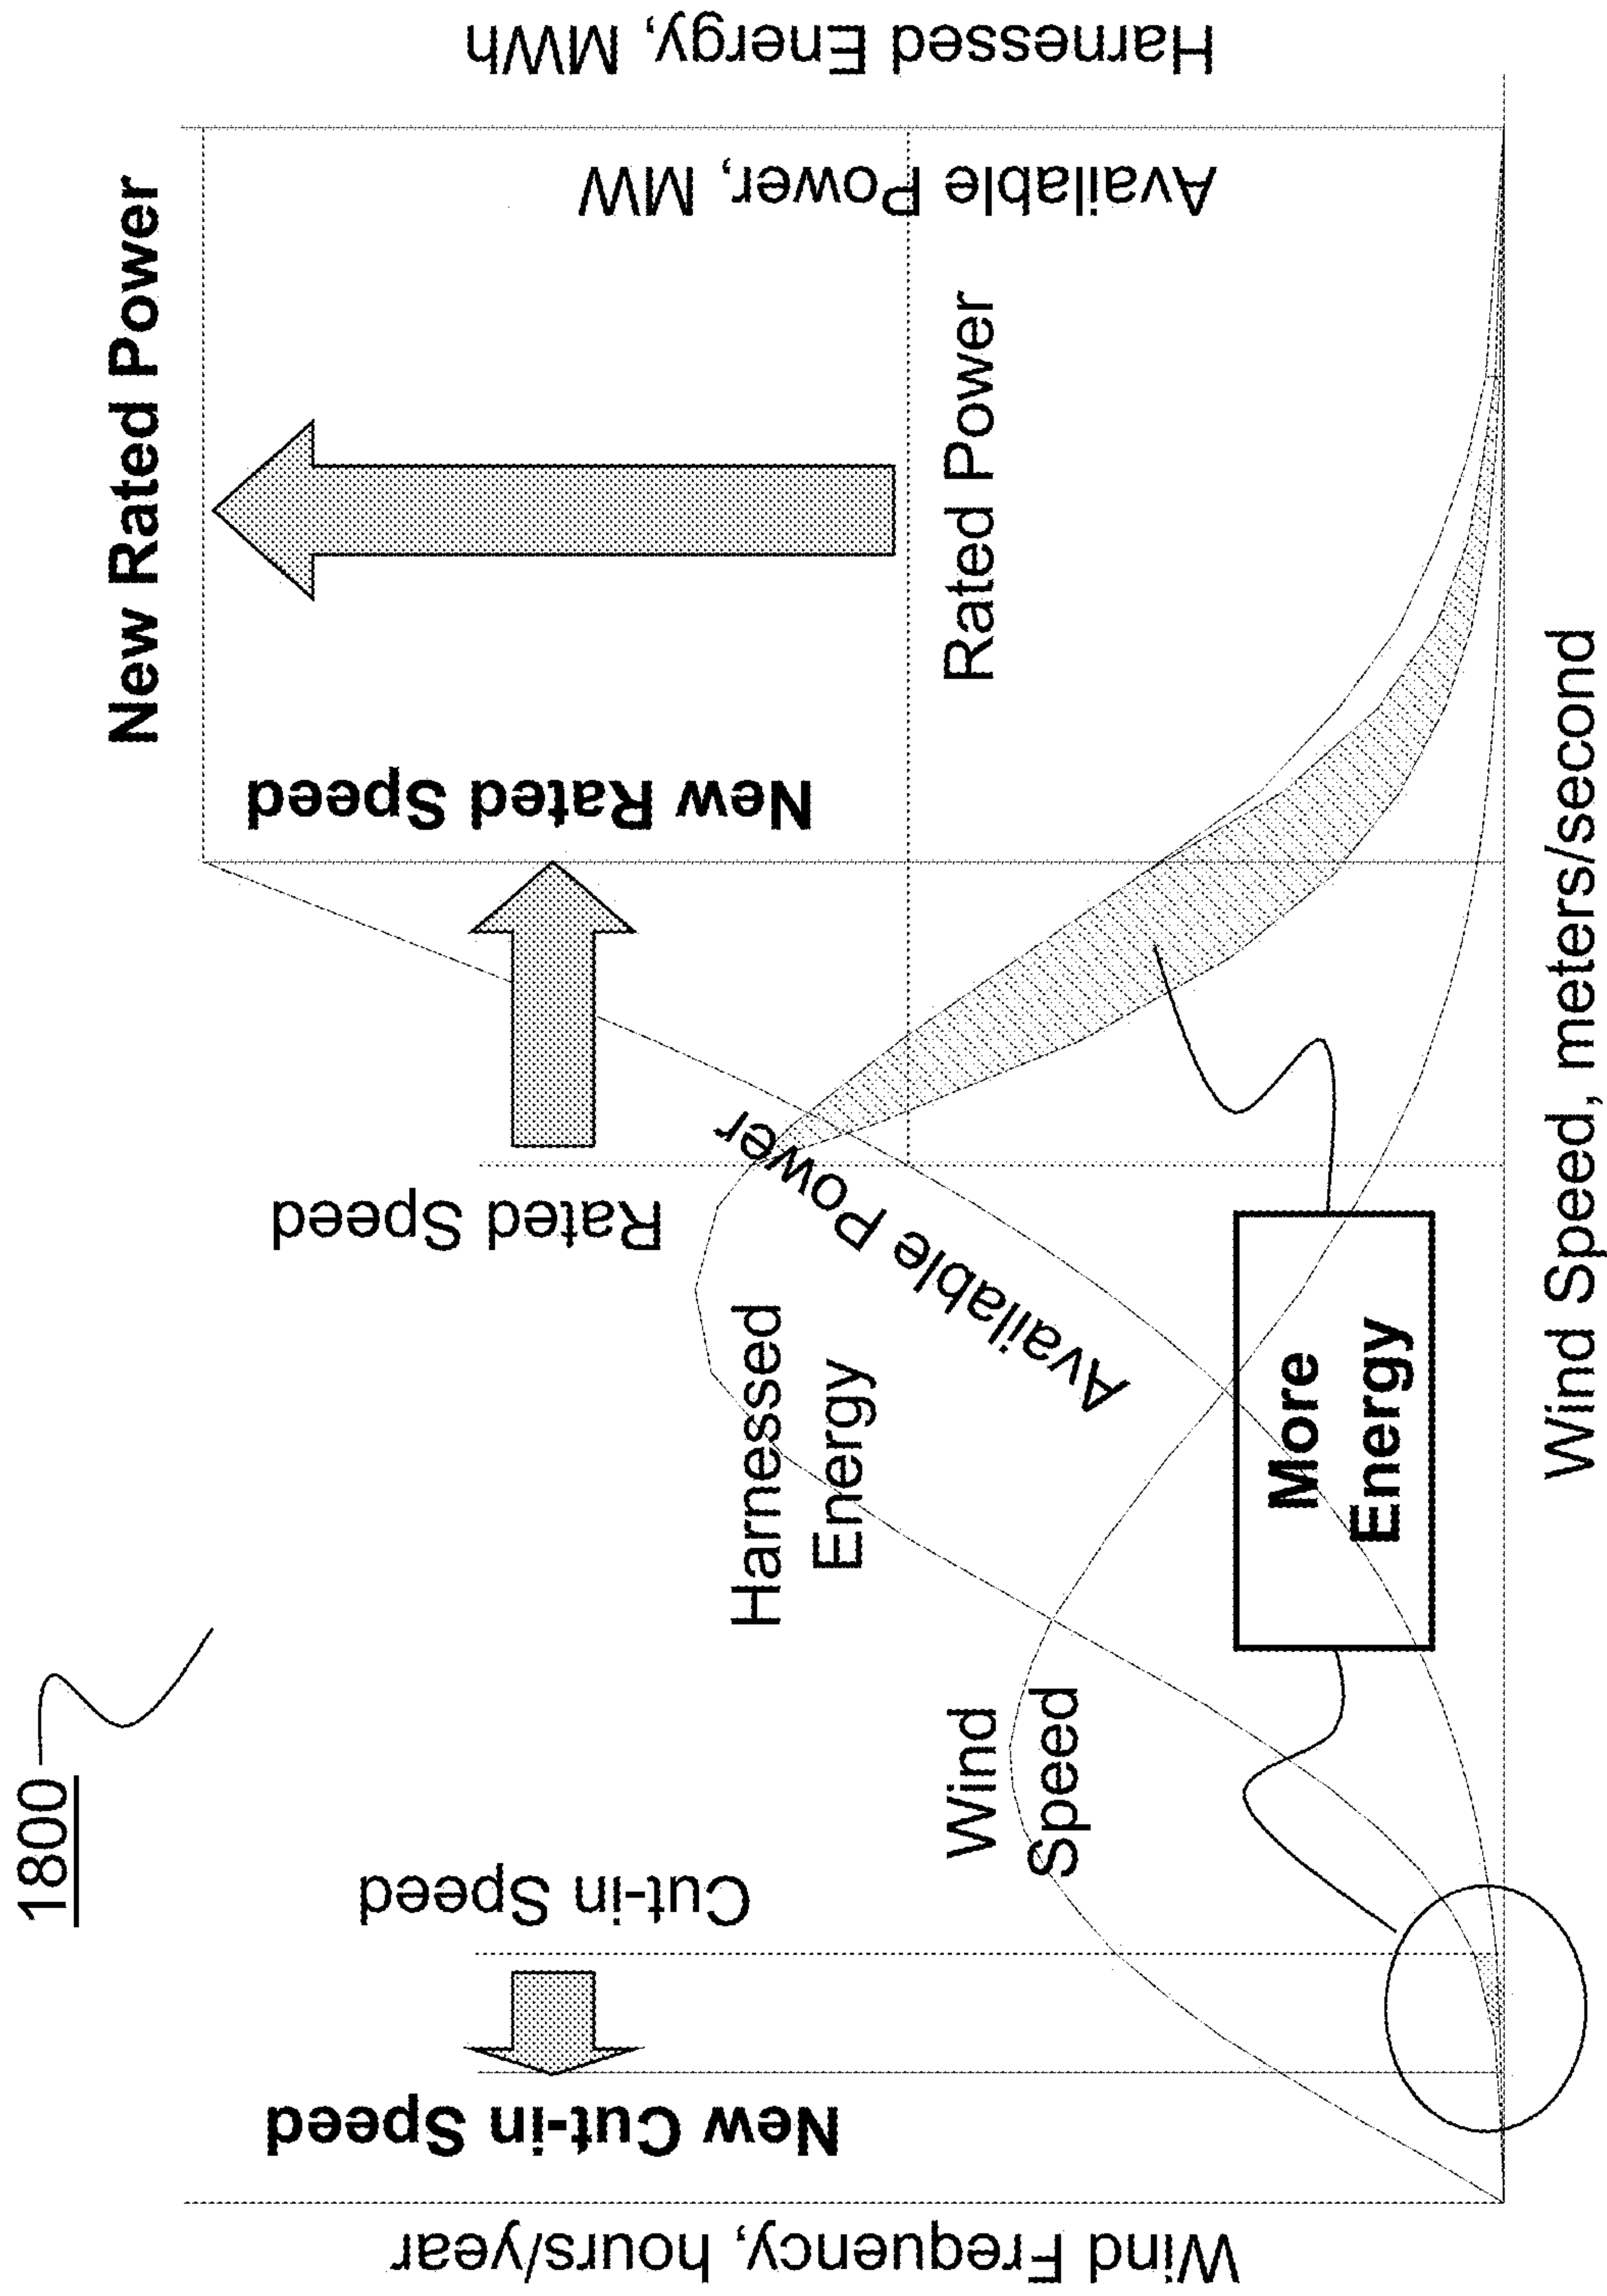 1800
New Rated Power
New Cut-in Speed
Cut-in Speed
Rated Speed
New Rated Speed
Harnessed
Energy
Available Power
Rated Power
Wind
Speed
More
Energy
Wind Frequency, hours/year
Available Power, MW
Harnessed Energy, MWh
Wind Speed, meters/second